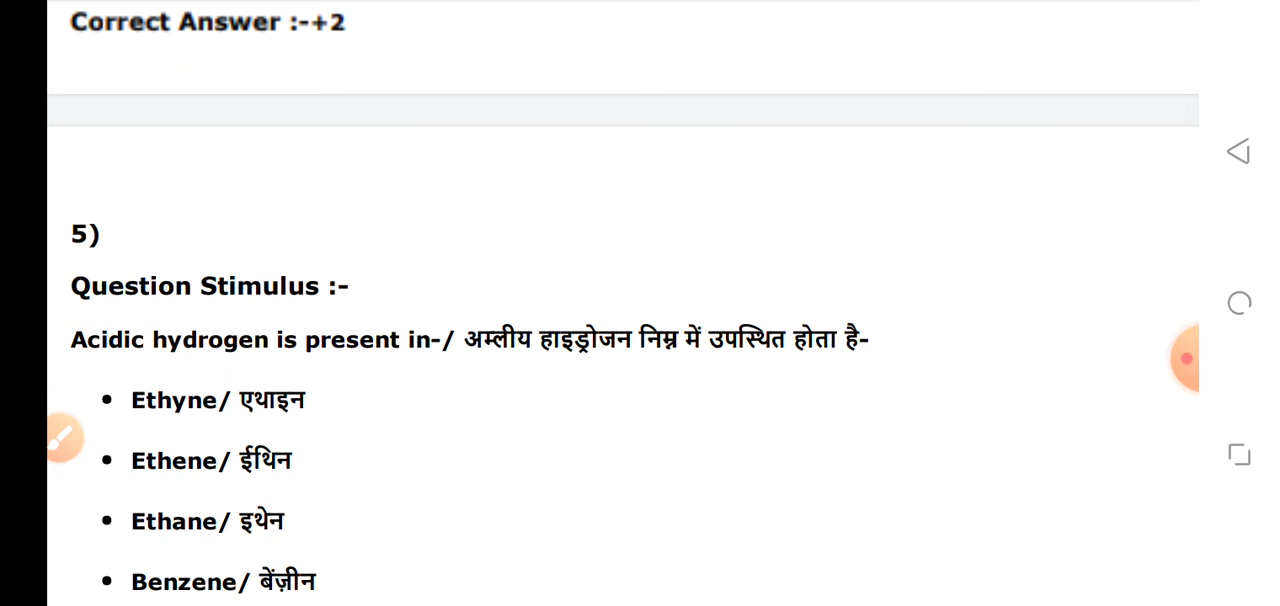 Correct Answer :-+2
5)
Question Stimulus :-
Acidic hydrogen is present in-/ अम्लीय हाइड्रोजन निम्न में उपस्थित होता है-
• Ethyne/ एथाइन
• Ethene/ ईथिन
• Ethane/ इथेन
• Benzene/ बेंज़ीन